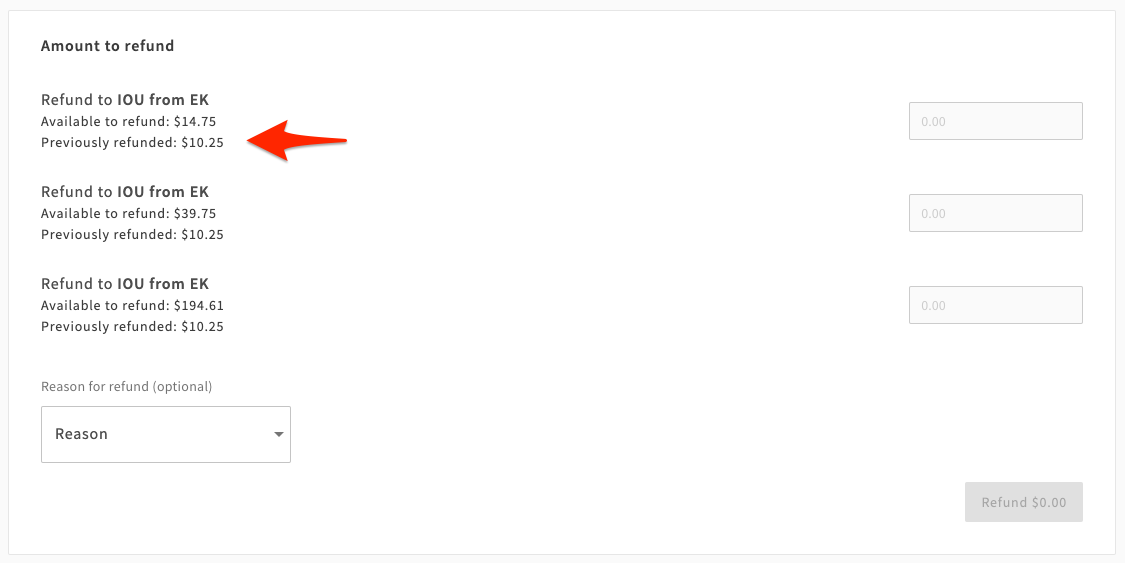 Amount to refund
Refund to IOU from EK
Available to refund: $14.75
Previously refunded: $10.25
0.00
Refund to IOU from EK
Available to refund: $39.75
Previously refunded: $10.25
0.00
Refund to IOU from EK
Available to refund: $194.61
Previously refunded: $10.25
0.00
Reason for refund (optional)
Reason
Refund $0.00